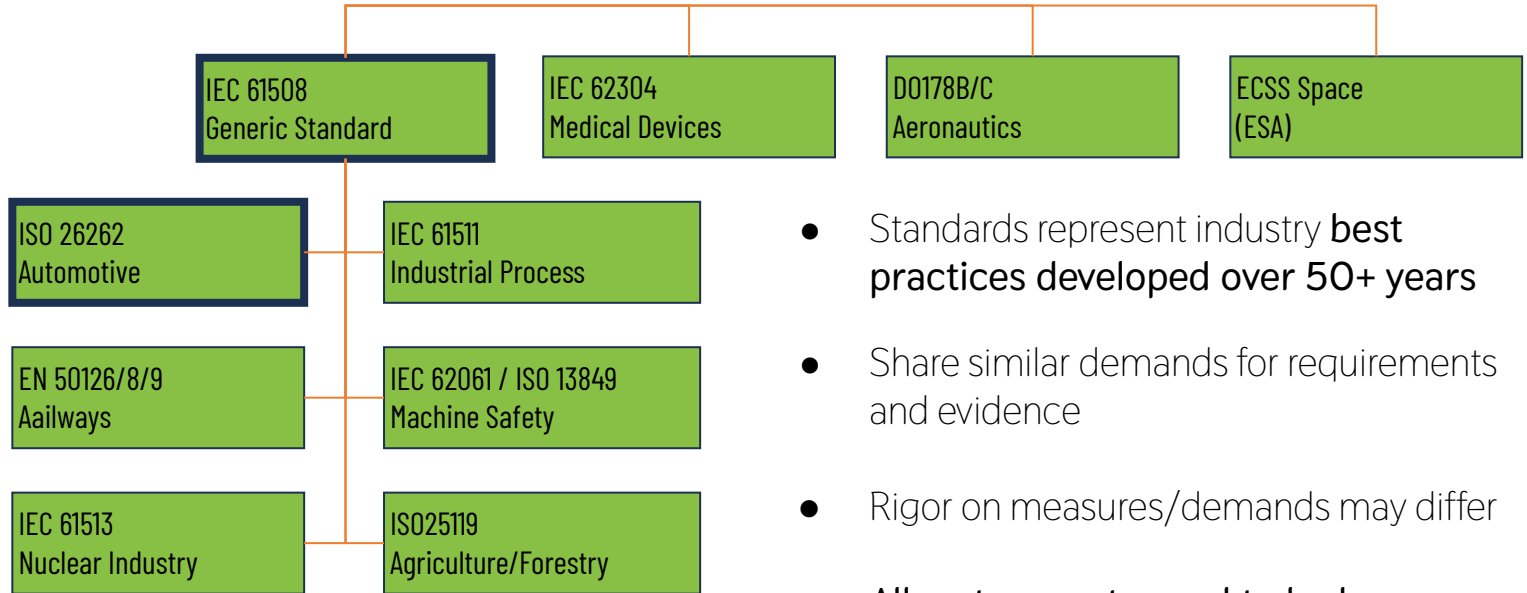 IEC 61508
Generic Standard
IEC 62304
Medical Devices
DO178B/C
Aeronautics
ECSS Space
(ESA)
ISO 26262
Automotive
IEC 61511
Industrial Process
EN 50126/8/9
Aailways
IEC 62061 / ISO 13849
Machine Safety
IEC 61513
Nuclear Industry
ISO25119
Agriculture/Forestry
● Standards represent industry best
practices developed over 50+ years
● Share similar demands for requirements
and evidence
● Rigor on measures/demands may differ